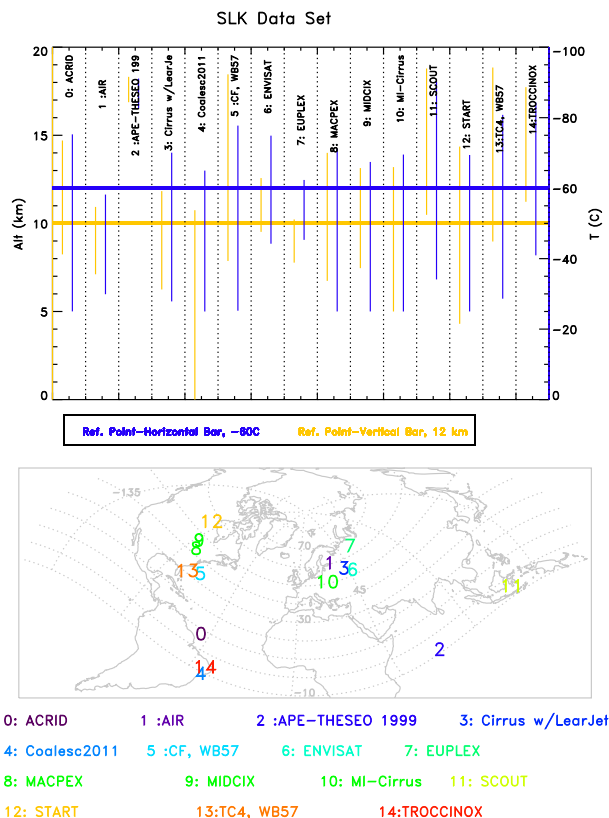 SLK Data Set
20
15
10
5
0
Alt (km)
-100
-80
-60
-40
-20
0
T (C)
0: ACRID
1 :AIR
2 :APE-THESEO 199
3: Cirrus w/LearJe
4: Coalesc2011
5 :CF, WB57
6: ENVISAT
7: EUPLEX
8: MACPEX
9: MIDCIX
10: MI-Cirrus
11: SCOUT
12: START
13:TC4, WB57
14:TROCCINOX
Ref. Point-Horizontal Bar, -60C Ref. Point-Vertical Bar, 12 km
-135
70
45
30
-10
12
9
8
13
5
7
1
3
6
10
11
0
2
14
4
0: ACRID 1 :AIR 2 :APE-THESEO 1999 3: Cirrus w/LearJet
4: Coalesc2011 5 :CF, WB57 6: ENVISAT 7: EUPLEX
8: MACPEX 9: MIDCIX 10: MI-Cirrus 11: SCOUT
12: START 13:TC4, WB57 14:TROCCINOX